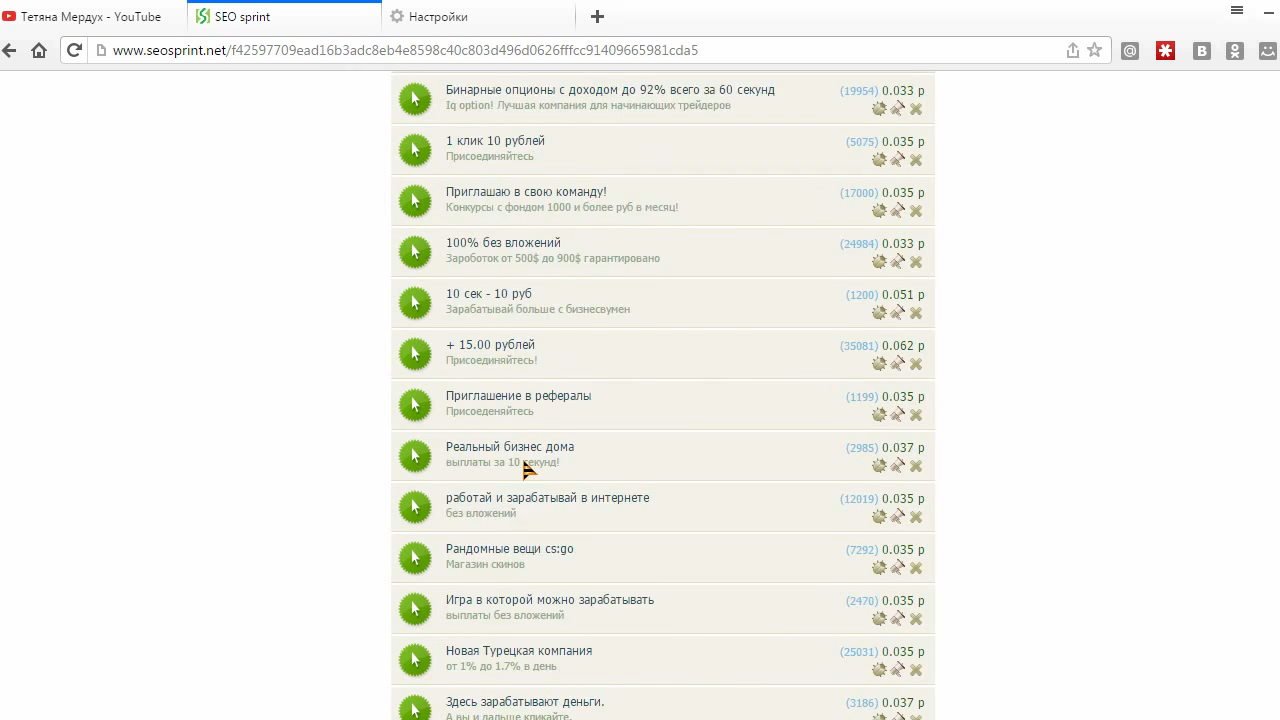 Тетяна Мердух - YouTube
SEO sprint
Настройки
www.seosprint.net/f42597709ead16b3adc8eb4e8598c40c803d496d0626fffcc91409665981cda5
Бинарные опционы с доходом до 92% всего за 60 секунд
(19954) 0.033 р
Iq option! Лучшая компания для начинающих трейдеров
1 клик 10 рублей
(5075) 0.035 р
Присоединяйтесь
Приглашаю в свою команду!
(17000) 0.035 р
Конкурсы с фондом 1000 и более руб в месяц!
100% без вложений
(24984) 0.033 р
Зароботок от 500$ до 900$ гарантировано
10 сек - 10 руб
(1200) 0.051 р
Зарабатывай больше с бизнесвумен
+ 15.00 рублей
(35081) 0.062 р
Присоединяйтесь!
Приглашение в рефералы
(1199) 0.035 р
Присоеденяйтесь
Реальный бизнес дома
(2985) 0.037 р
выплаты за 10 секунд!
работай и зарабатывай в интернете
(12019) 0.035 р
без вложений
Рандомные вещи cs:go
(7292) 0.035 р
Магазин скинов
Игра в которой можно зарабатывать
(2470) 0.035 р
выплаты без вложений
Новая Турецкая компания
(25031) 0.035 р
от 1% до 1.7% в день
Здесь зарабатывают деньги.
(3186) 0.037 р
А вы и дальше кликайте.